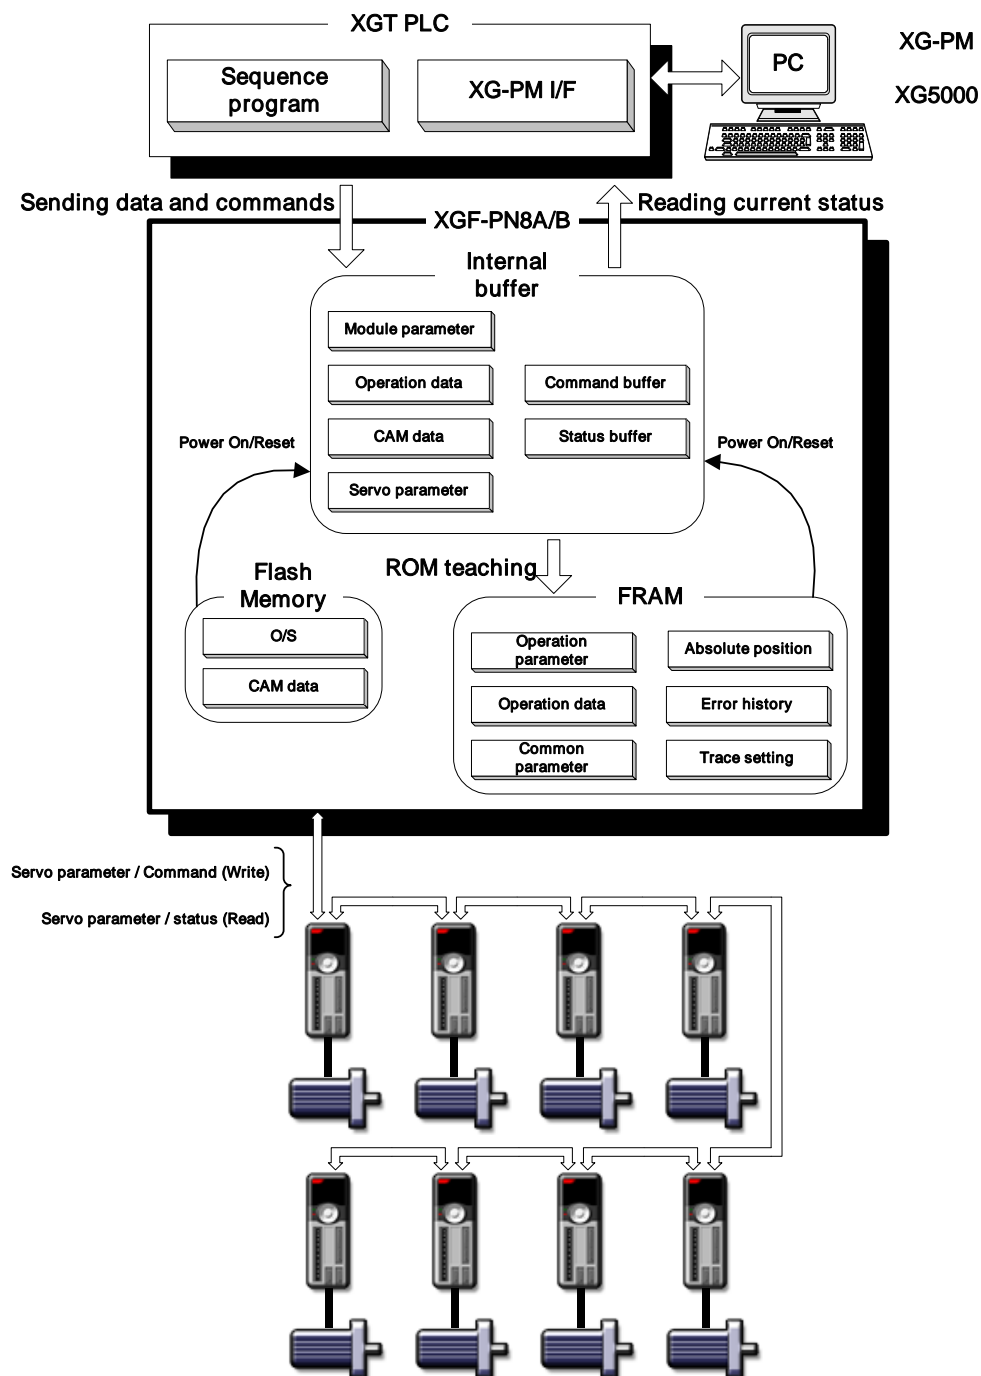 XGT PLC
Sequence
program
XG-PM I/F
PC
XG-PM
XG5000
Sending data and commands
Reading current status
XGF-PN8A/B
Internal
buffer
Module parameter
Operation data
Command buffer
CAM data
Status buffer
Servo parameter
Power On/Reset
Power On/Reset
ROM teaching
Flash
Memory
O/S
CAM data
FRAM
Operation
parameter
Absolute position
Operation data
Error history
Common
parameter
Trace setting
Servo parameter / Command (Write)
Servo parameter / status (Read)